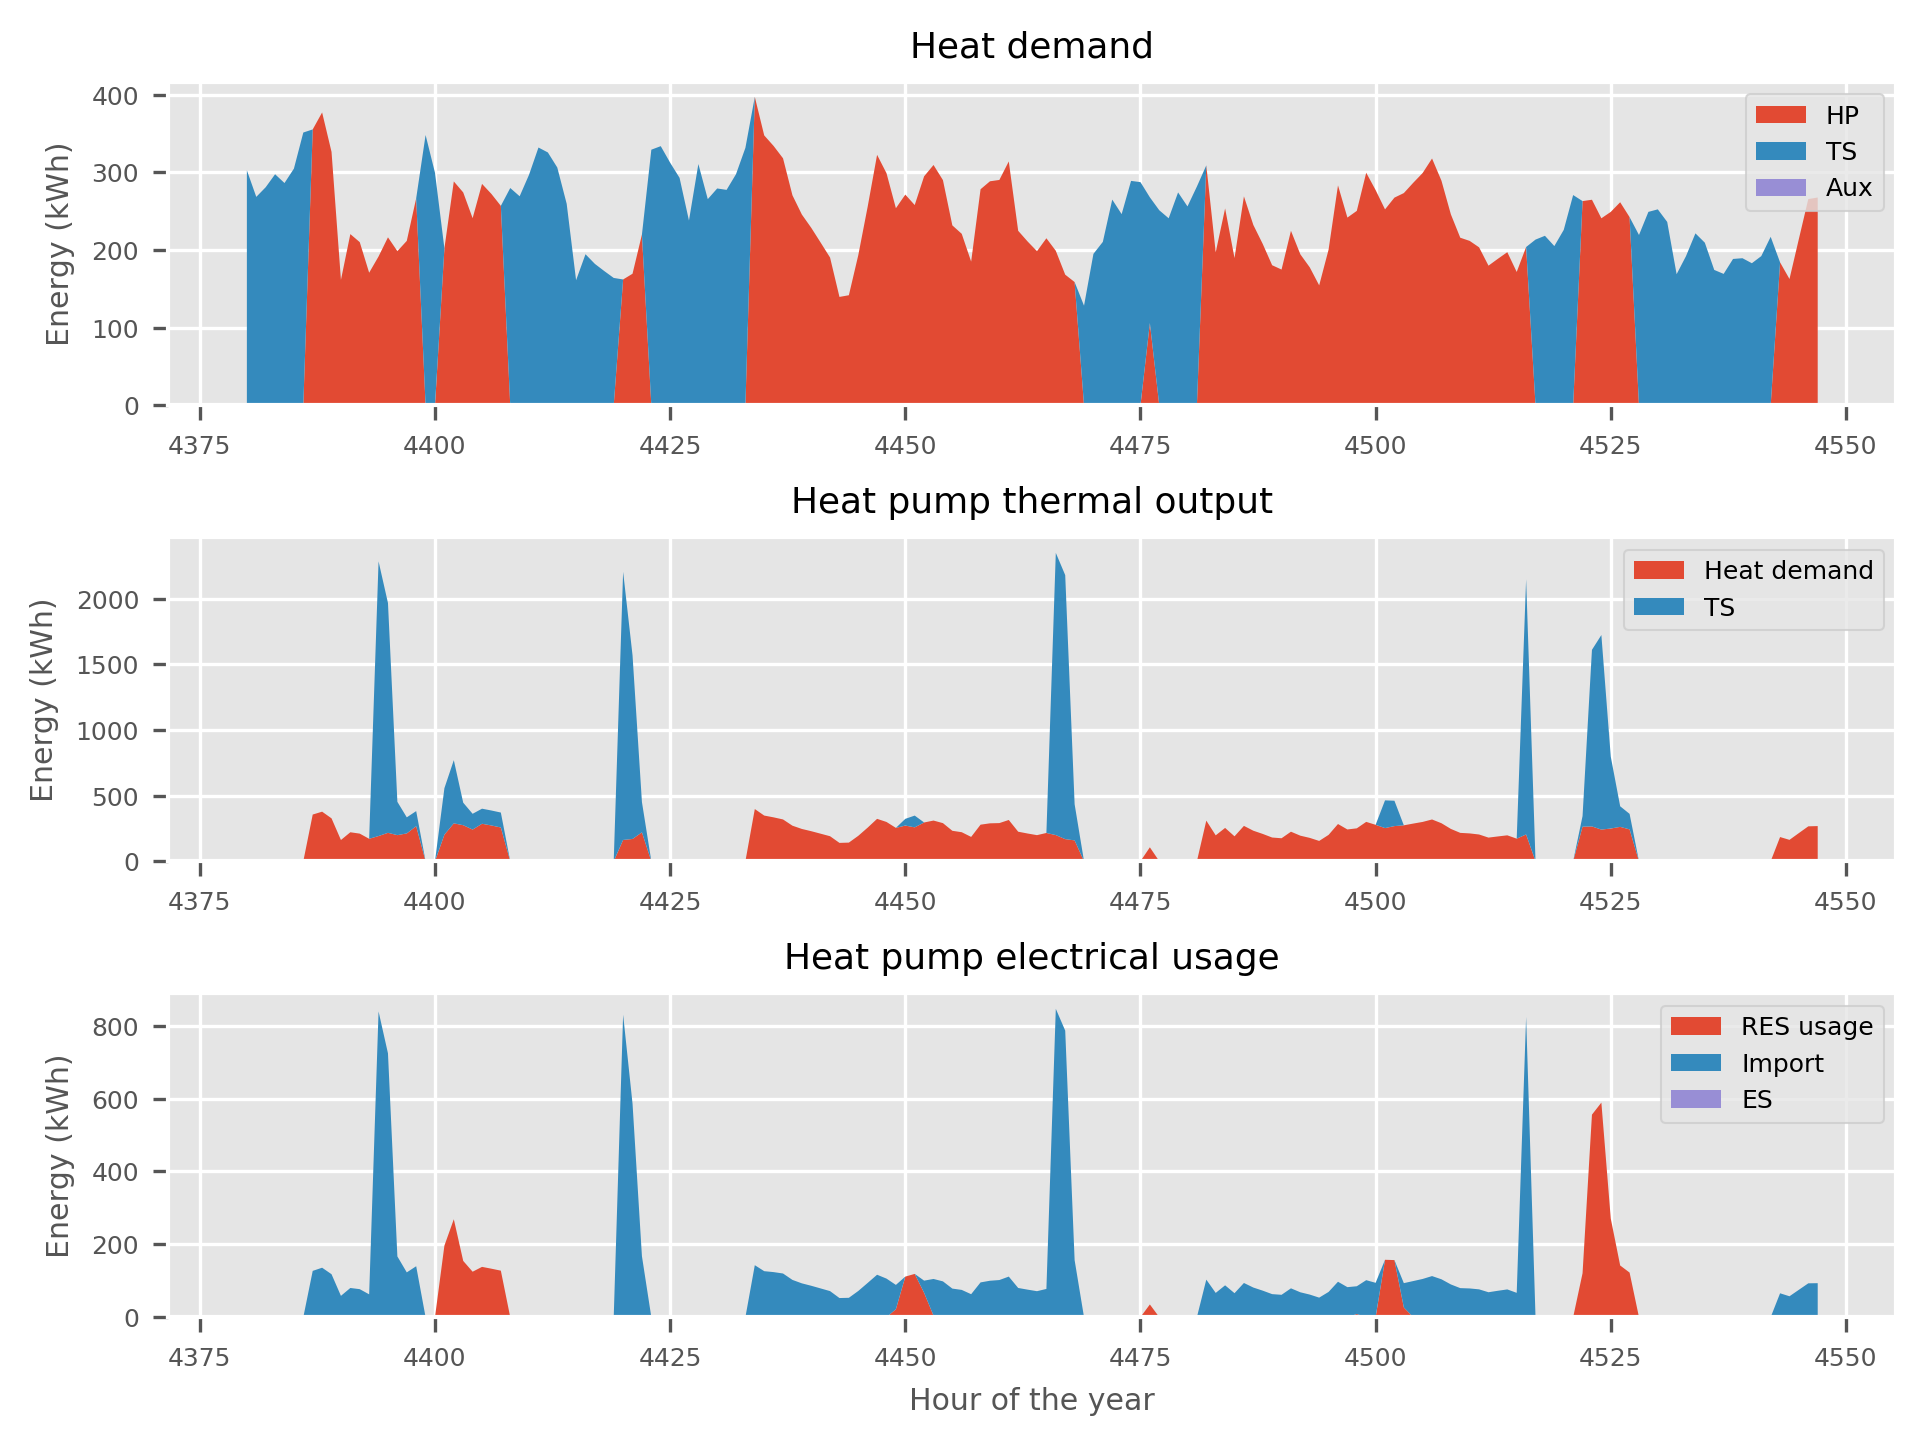 Heat demand
Energy (kWh)
400
300
200
100
0
HP
TS
Aux
4375 4400 4425 4450 4475 4500 4525 4550
Heat pump thermal output
Energy (kWh)
2000
1500
1000
500
0
Heat demand
TS
4375 4400 4425 4450 4475 4500 4525 4550
Heat pump electrical usage
Energy (kWh)
800
600
400
200
0
RES usage
Import
ES
4375 4400 4425 4450 4475 4500 4525 4550
Hour of the year